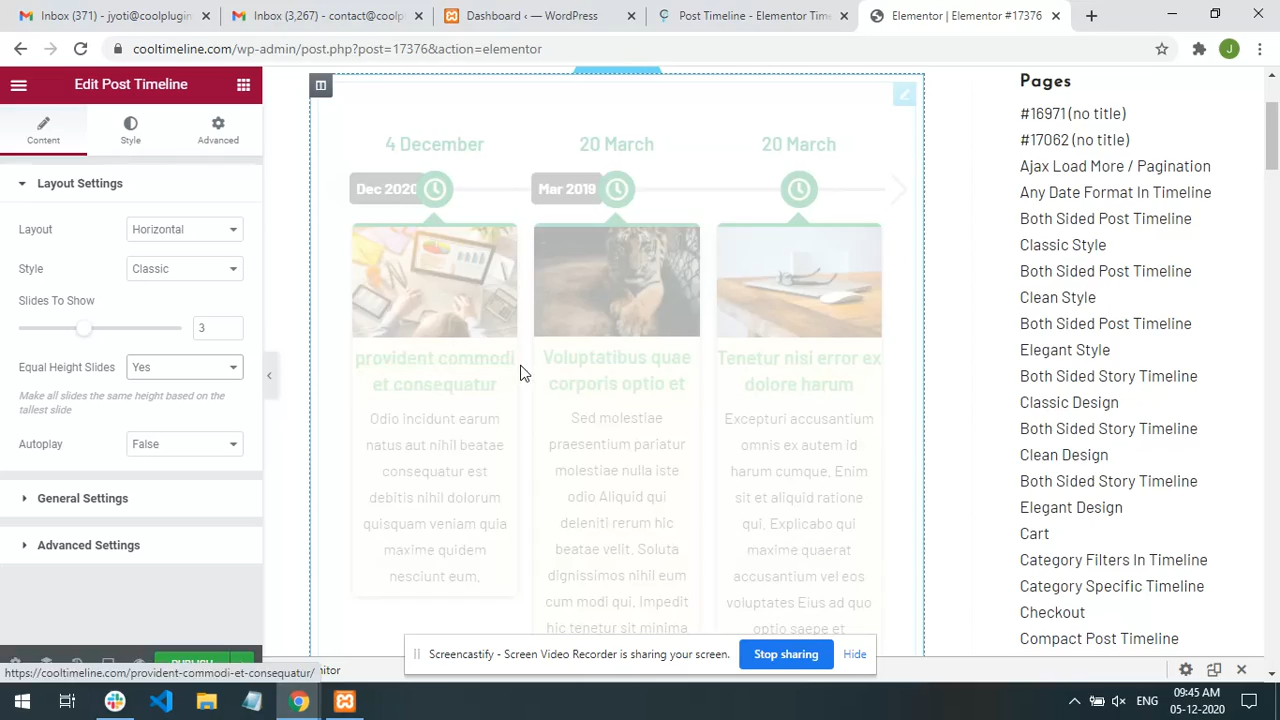 Inbox (371) - jyoti@coolplugin
Inbox (3,267) - contact@coolp
Dashboard ‹ — WordPress
Post Timeline - Elementor Time
Elementor | Elementor #17376
cooltimeline.com/wp-admin/post.php?post=17376&action=elementor
J
Edit Post Timeline
Content
Style
Advanced
Layout Settings
Layout
Horizontal
Style
Classic
Slides To Show
3
Equal Height Slides
Yes
Make all slides the same height based on the
tallest slide
Autoplay
False
General Settings
Advanced Settings
PUBLISH
https://cooltimeline.com/provident-commodi-et-consequatur/
4 December
20 March
20 March
Dec 2020
Mar 2019
provident commodi
et consequatur
Odio incidunt earum
natus aut nihil beatae
consequatur est
debitis nihil dolorum
quisquam veniam quia
maxime quidem
nesciunt eum.
Voluptatibus quae
corporis optio et
Sed molestiae
praesentium pariatur
molestiae nulla iste
odio Aliquid qui
deleniti rerum hic
beatae velit. Soluta
dignissimos nihil eum
cum modi qui. Impedit
hic tenetur sit minima
Tenetur nisi error ex
dolore harum
Excepturi accusantium
omnis ex autem id
harum cumque. Enim
sit et aliquid ratione
qui. Explicabo qui
maxime quaerat
accusantium vel eos
voluptates Eius ad quo
optio saepe et
Pages
#16971 (no title)
#17062 (no title)
Ajax Load More / Pagination
Any Date Format In Timeline
Both Sided Post Timeline
Classic Style
Both Sided Post Timeline
Clean Style
Both Sided Post Timeline
Elegant Style
Both Sided Story Timeline
Classic Design
Both Sided Story Timeline
Clean Design
Both Sided Story Timeline
Elegant Design
Cart
Category Filters In Timeline
Category Specific Timeline
Checkout
Compact Post Timeline
Screencastify - Screen Video Recorder is sharing your screen.
Stop sharing
Hide
ENG
09:45 AM
05-12-2020